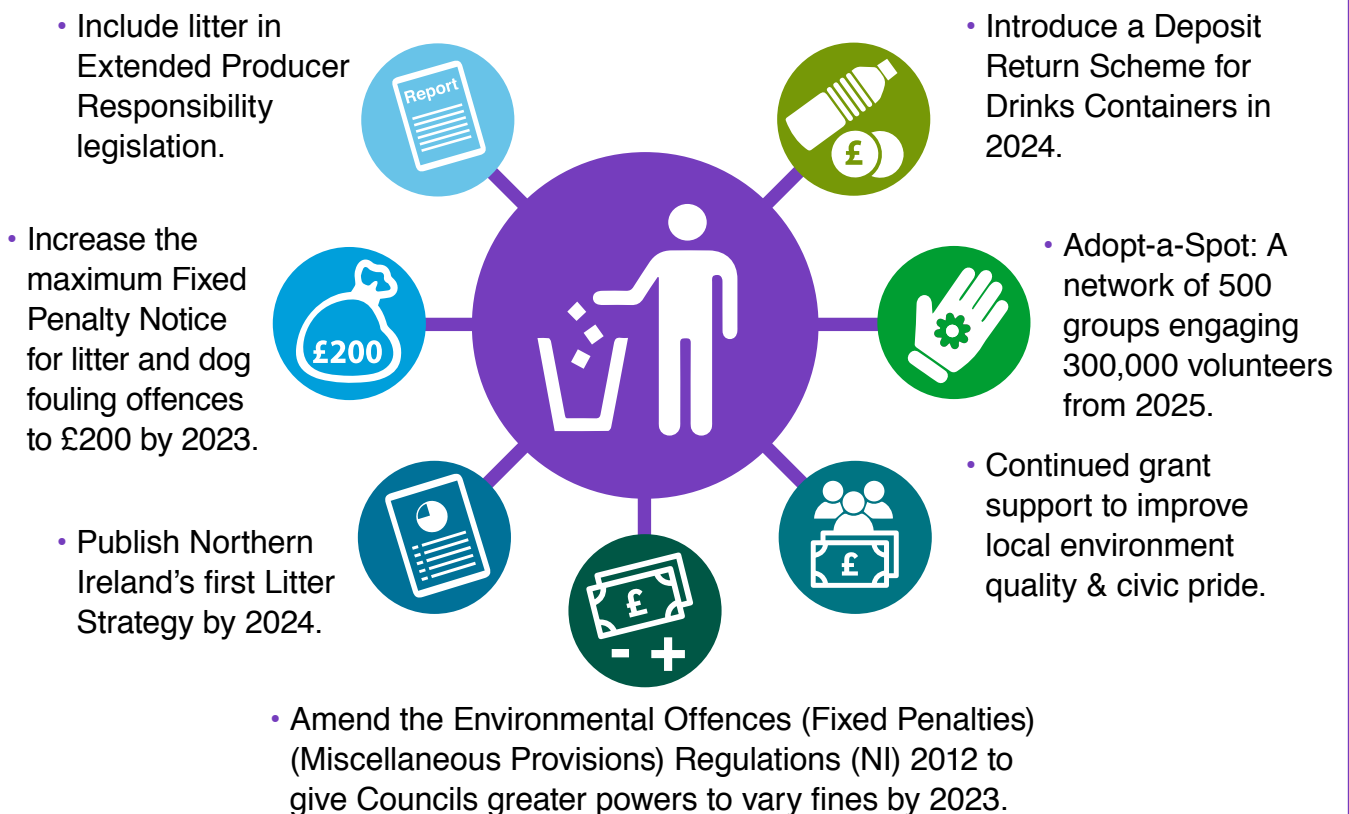 • Include litter in
Extended Producer
Responsibility
legislation.
Report
• Introduce a Deposit
Return Scheme for
Drinks Containers in
2024.
£
• Increase the
maximum Fixed
Penalty Notice
for litter and dog
fouling offences
to £200 by 2023.
£200
• Adopt-a-Spot: A
network of 500
groups engaging
300,000 volunteers
from 2025.
• Publish Northern
Ireland’s first Litter
Strategy by 2024.
• Continued grant
support to improve
local environment
quality & civic pride.
£
£
- +
• Amend the Environmental Offences (Fixed Penalties)
(Miscellaneous Provisions) Regulations (NI) 2012 to
give Councils greater powers to vary fines by 2023.